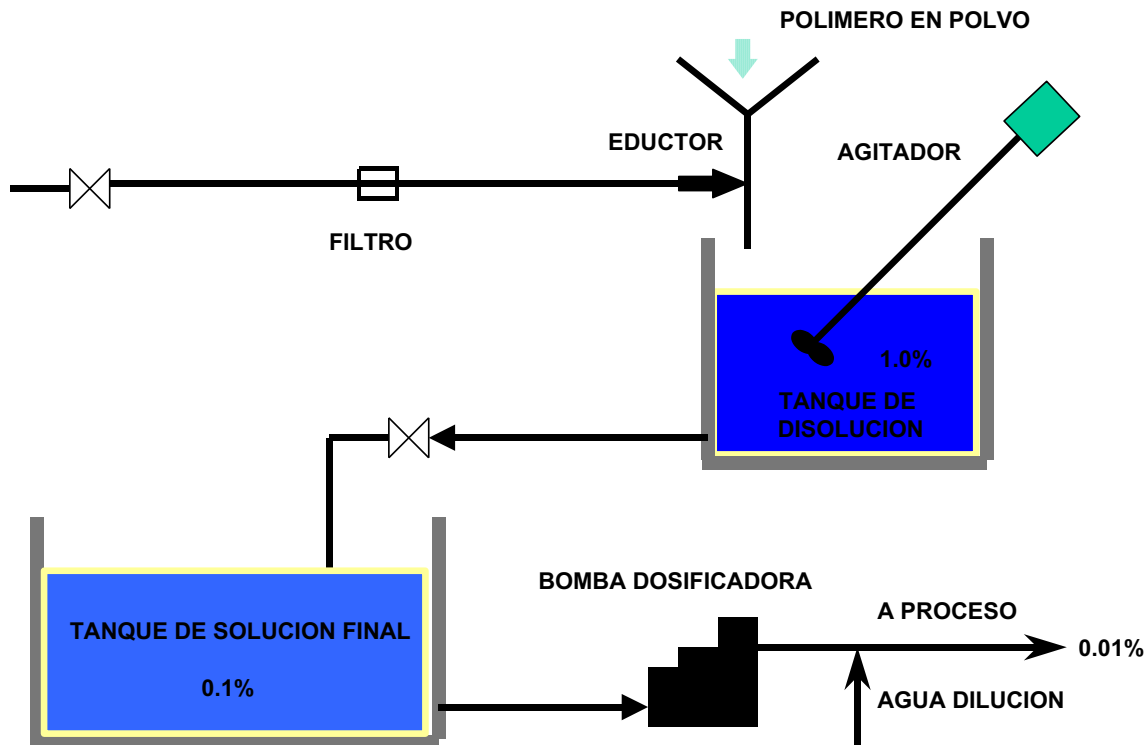 POLIMERO EN POLVO
EDUCTOR
AGITADOR
FILTRO
1.0%
TANQUE DE
DISOLUCION
BOMBA DOSIFICADORA
A PROCESO
TANQUE DE SOLUCION FINAL
0.01%
0.1%
AGUA DILUCION